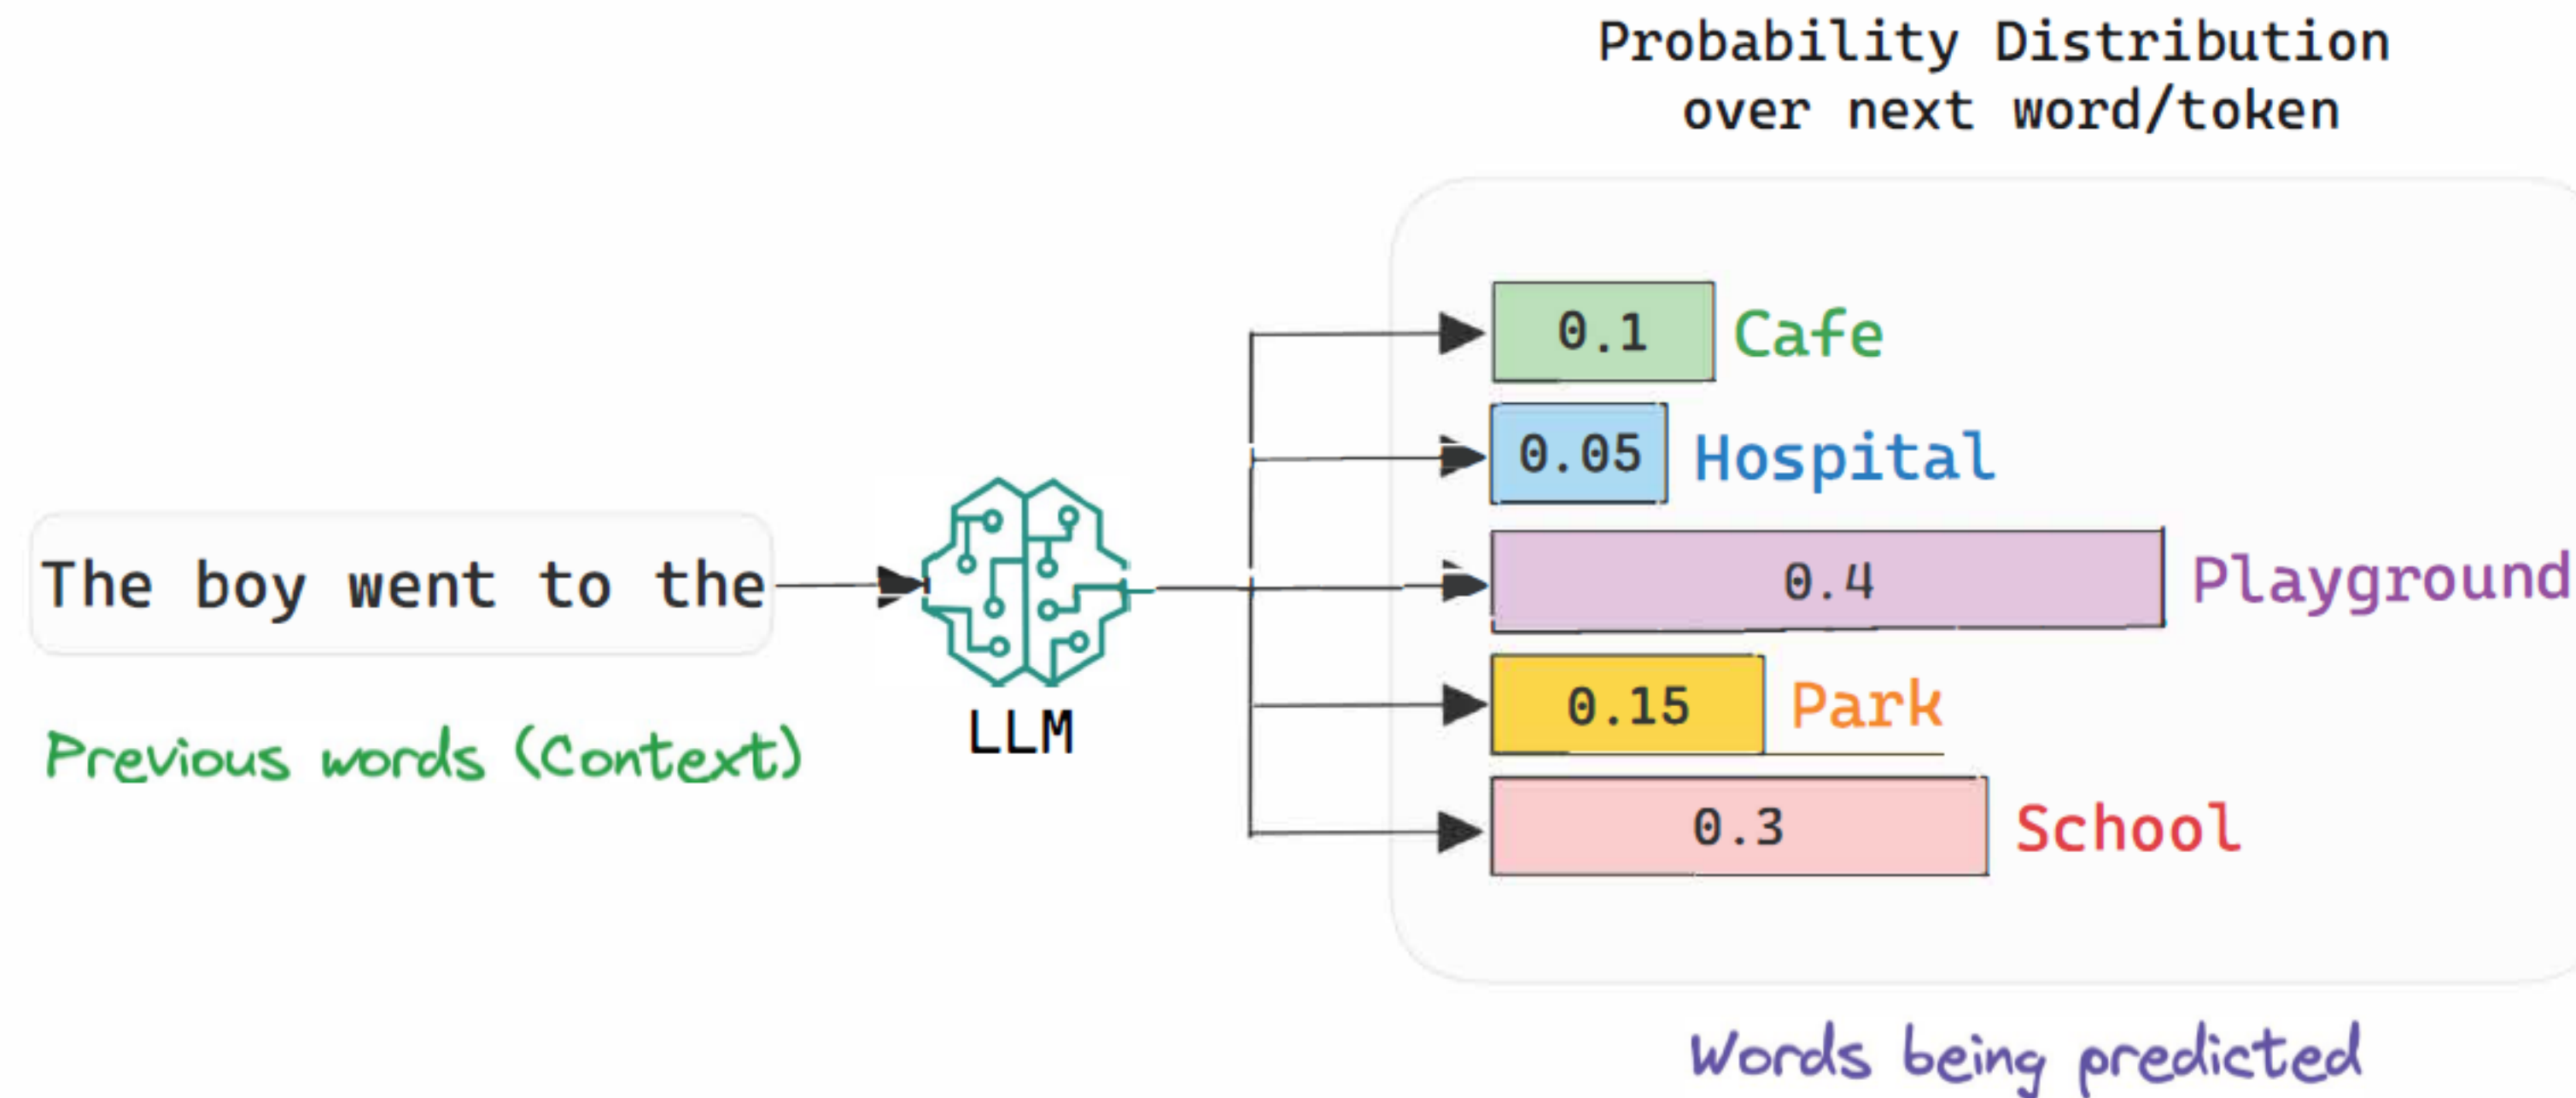 Probability Distribution
over next word/token
The boy went to the
Previous words (Context)
LLM
0.1 Cafe
0.05 Hospital
0.4 Playground
0.15 Park
0.3 School
Words being predicted